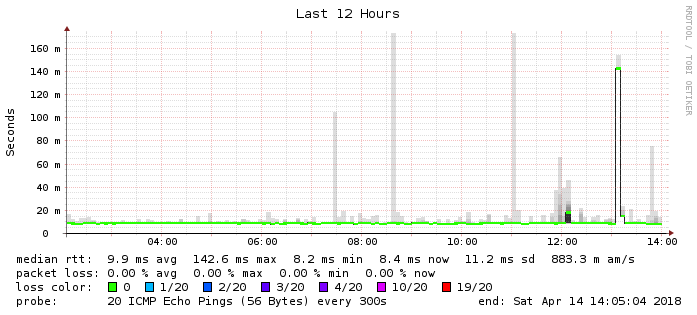 Last 12 Hours
RRDTOOL / TOBI OETIKER
Seconds
160 m
140 m
120 m
100 m
80 m
60 m
40 m
20 m
0
04:00 06:00 08:00 10:00 12:00 14:00
median rtt: 9.9 ms avg 142.6 ms max 8.2 ms min 8.4 ms now 11.2 ms sd 883.3 m am/s
packet loss: 0.00 % avg 0.00 % max 0.00 % min 0.00 % now
loss color: 0 1/20 2/20 3/20 4/20 10/20 19/20
probe: 20 ICMP Echo Pings (56 Bytes) every 300s end: Sat Apr 14 14:05:04 2018